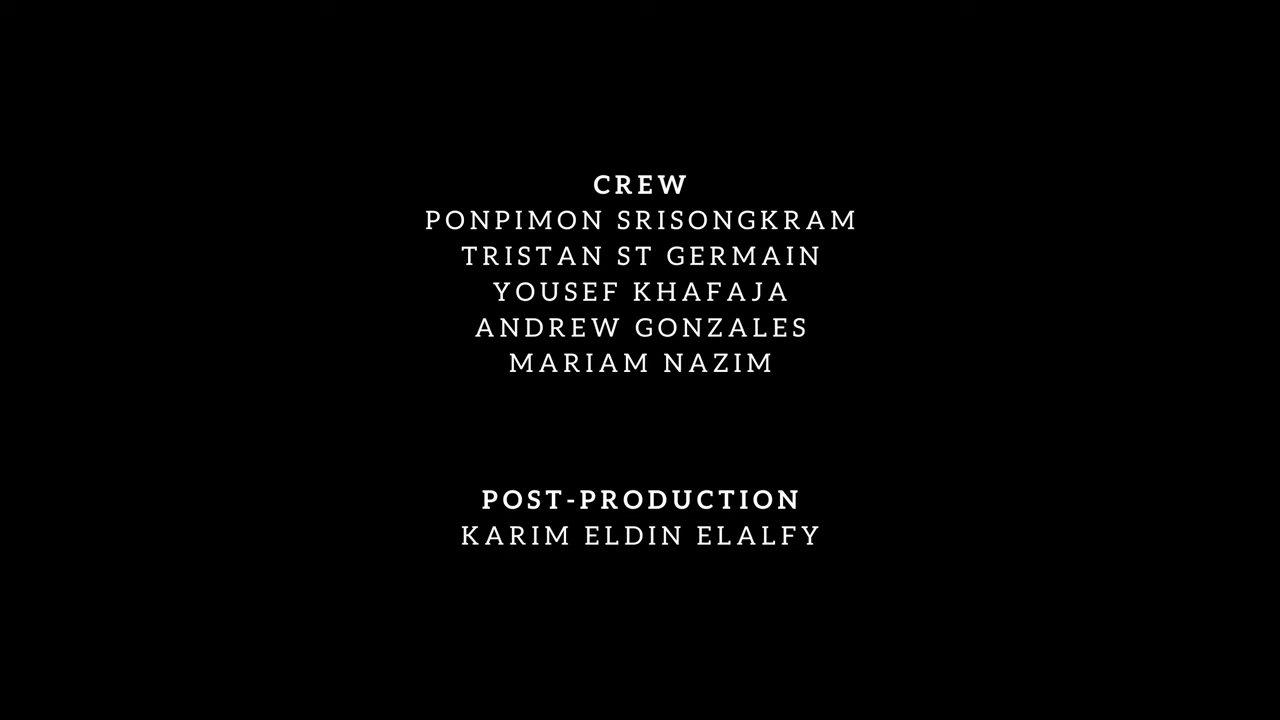 CREW
PONPIMON SRISONGKRAM
TRISTAN ST GERMAIN
YOUSEF KHAFAJA
ANDREW GONZALES
MARIAM NAZIM
POST-PRODUCTION
KARIM ELDIN ELALFY